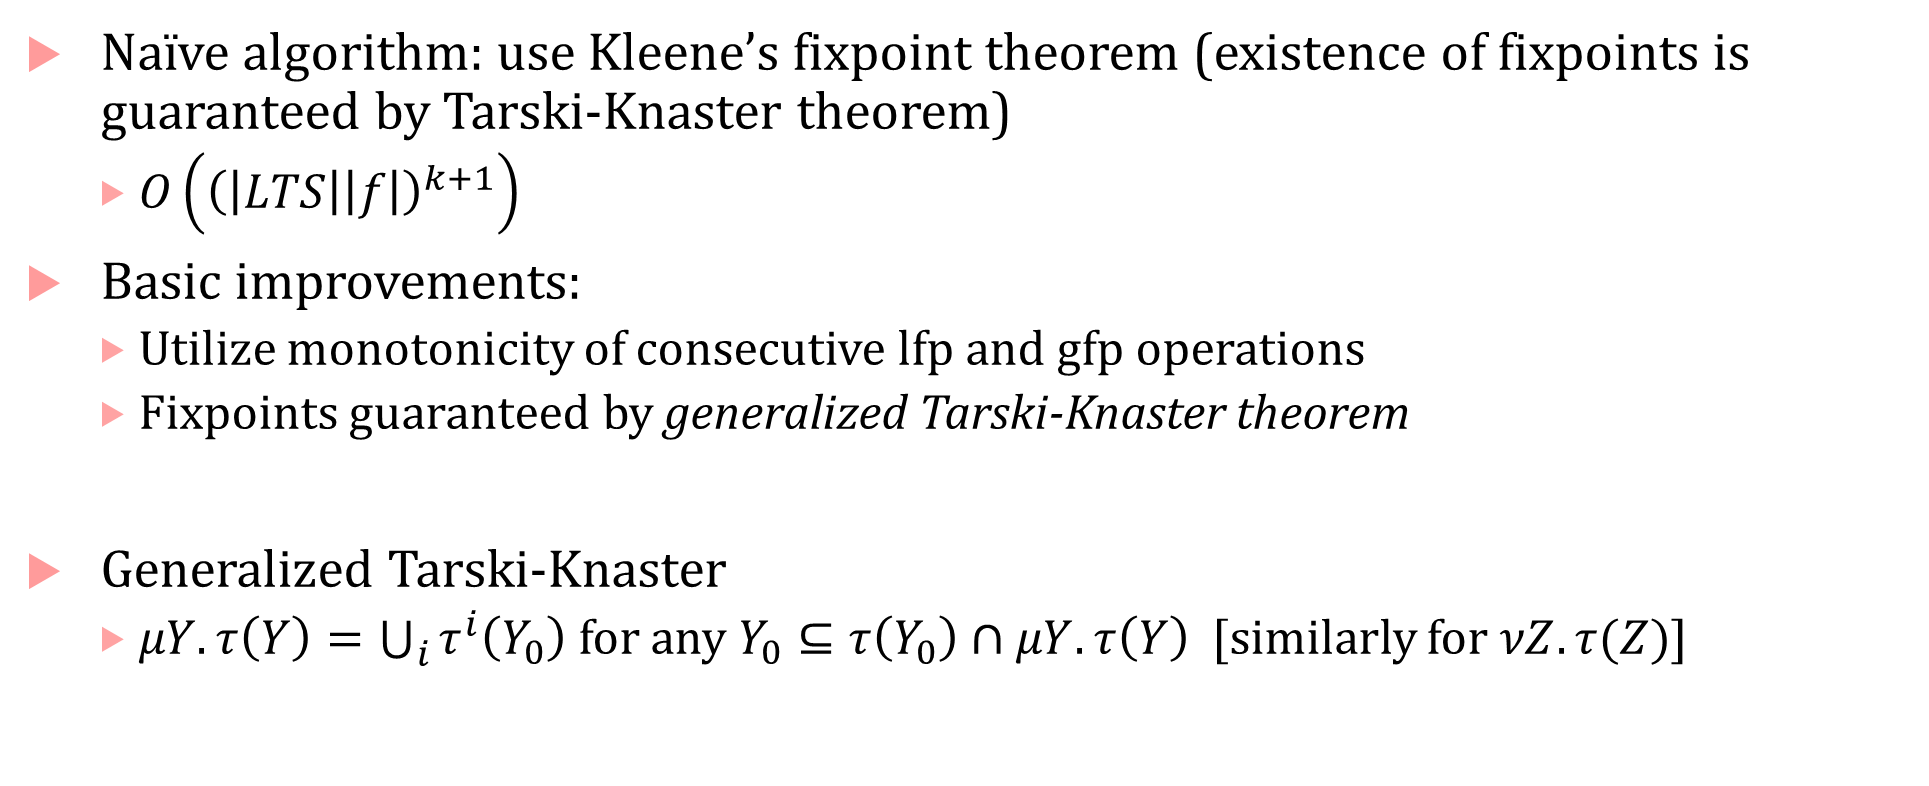 Naïve algorithm: use Kleene’s fixpoint theorem (existence of fixpoints is
guaranteed by Tarski-Knaster theorem)
O((|LTS||f|)^{k+1})
Basic improvements:
Utilize monotonicity of consecutive lfp and gfp operations
Fixpoints guaranteed by generalized Tarski-Knaster theorem
Generalized Tarski-Knaster
μY. τ(Y) = ⋃_i τ^i(Y_0) for any Y_0 ⊆ τ(Y_0) ∩ μY. τ(Y) [similarly for νZ. τ(Z)]